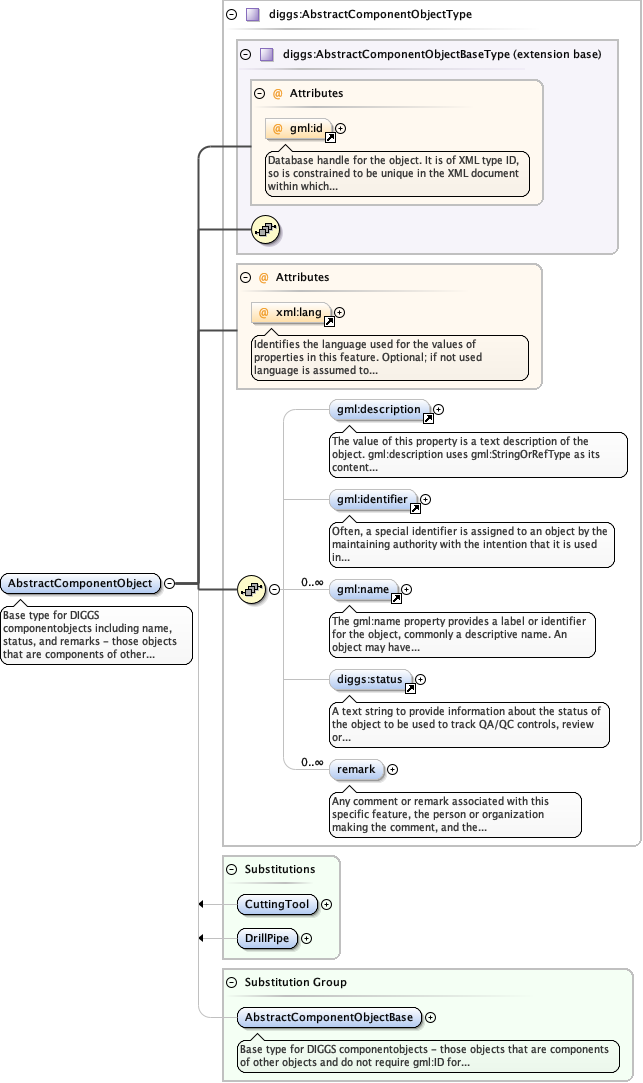 diggs:AbstractComponentObjectType
diggs:AbstractComponentObjectBaseType (extension base)
@ Attributes
@ gml:id
Database handle for the object. It is of XML type ID,
so is constrained to be unique in the XML document
within which...
@ Attributes
@ xml:lang
Identifies the language used for the values of
properties in this feature. Optional; if not used
language is assumed to...
gml:description
The value of this property is a text description of the
object. gml:description uses gml:StringOrRefType as its
content...
gml:identifier
Often, a special identifier is assigned to an object by the
maintaining authority with the intention that it is used
in...
AbstractComponentObject
Base type for DIGGS
componentobjects including name,
status, and remarks - those objects
that are components of other...
0..∞
gml:name
The gml:name property provides a label or identifier
for the object, commonly a descriptive name. An
object may have...
diggs:status
A text string to provide information about the status of
the object to be used to track QA/QC controls, review
or...
0..∞
remark
Any comment or remark associated with this
specific feature, the person or organization
making the comment, and the...
Substitutions
CuttingTool
DrillPipe
Substitution Group
AbstractComponentObjectBase
Base type for DIGGS componentobjects - those objects that are components
of other objects and do not require gml:ID for...